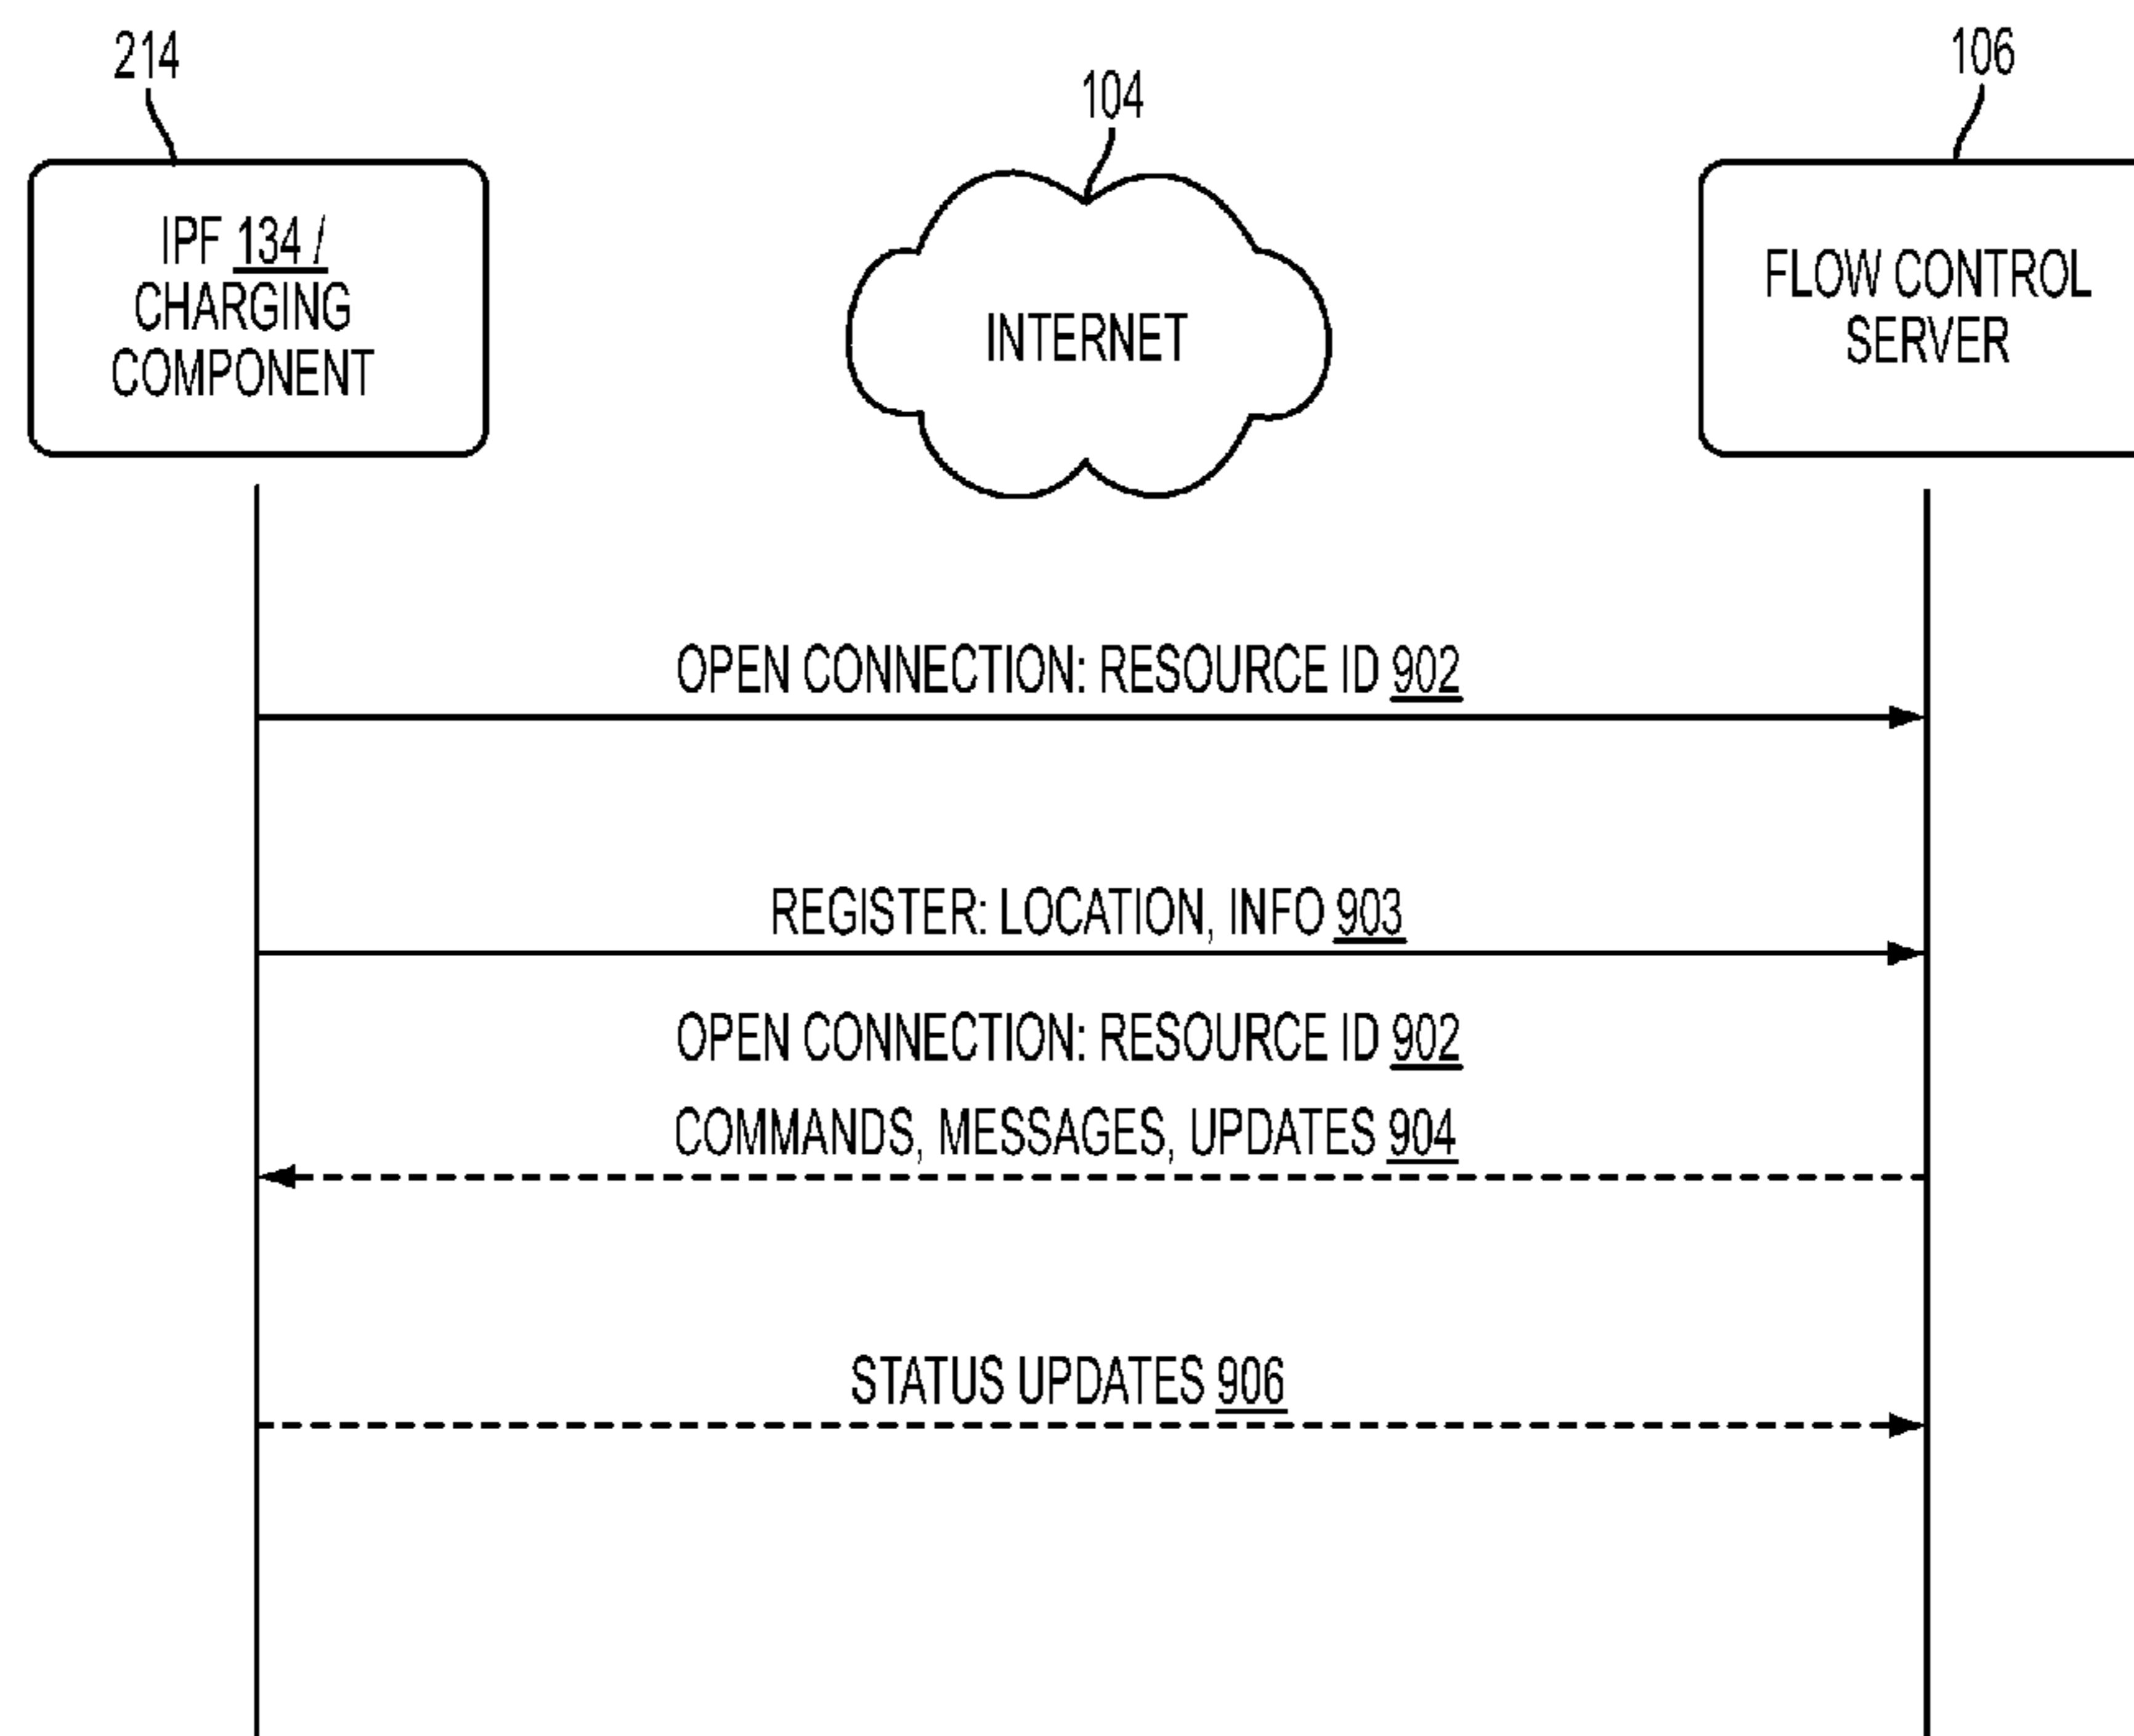 214
104
106
IPF 134 /
CHARGING
COMPONENT
INTERNET
FLOW CONTROL
SERVER
OPEN CONNECTION: RESOURCE ID 902
REGISTER: LOCATION, INFO 903
OPEN CONNECTION: RESOURCE ID 902
COMMANDS, MESSAGES, UPDATES 904
STATUS UPDATES 906